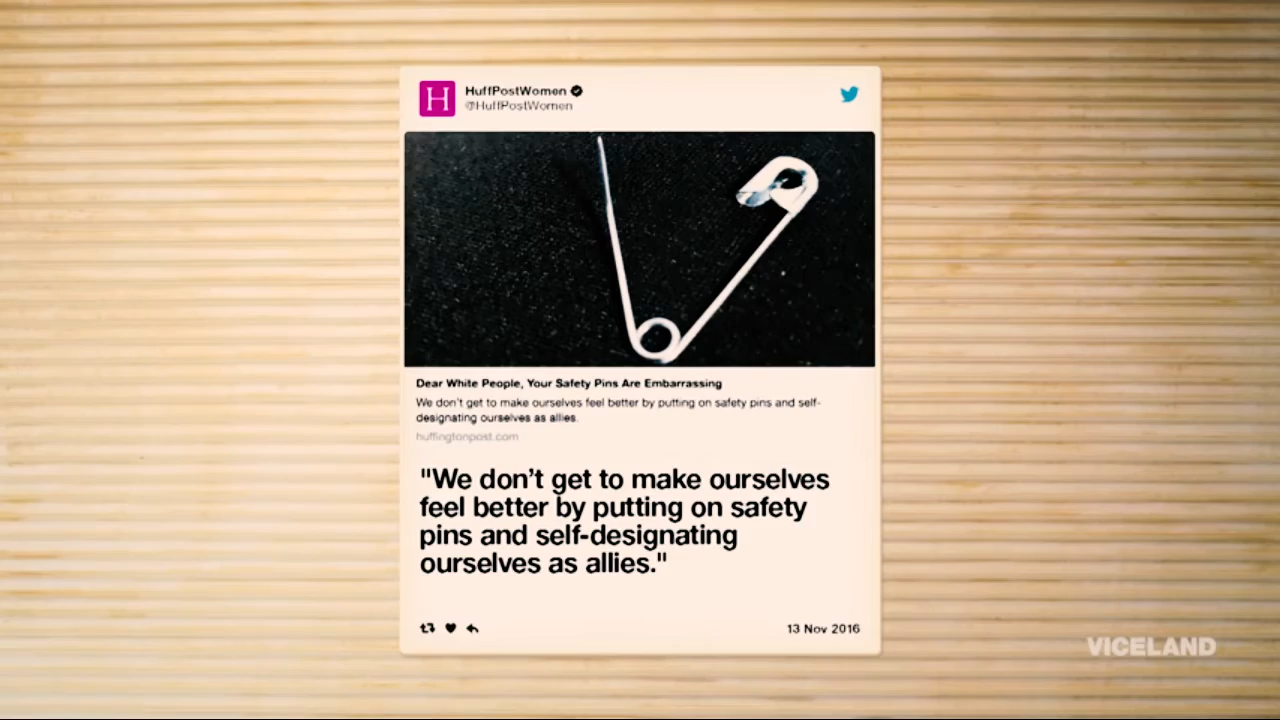 H HuffPostWomen
@HuffPostWomen
Dear White People, Your Safety Pins Are Embarrassing
We don't get to make ourselves feel better by putting on safety pins and self-
designating ourselves as allies.
huffingtonpost.com
"We don’t get to make ourselves
feel better by putting on safety
pins and self-designating
ourselves as allies."
13 Nov 2016
VICELAND